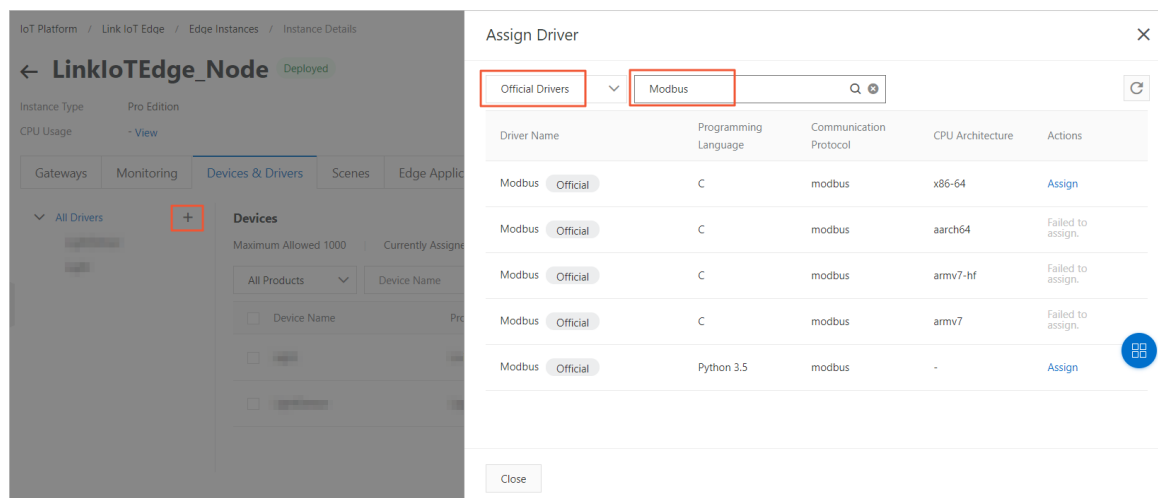 IoT Platform / Link IoT Edge / Edge Instances / Instance Details
← LinkIoTEdge_Node Deployed
Instance Type Pro Edition
CPU Usage - View
Gateways Monitoring Devices & Drivers Scenes Edge Applic
All Drivers +
Devices
Maximum Allowed 1000 Currently Assigne
All Products Device Name
Device Name Pro
Assign Driver
Official Drivers Modbus
Driver Name Programming Language Communication Protocol CPU Architecture Actions
Modbus Official C modbus x86-64 Assign
Modbus Official C modbus aarch64 Failed to assign.
Modbus Official C modbus armv7-hf Failed to assign.
Modbus Official C modbus armv7 Failed to assign.
Modbus Official Python 3.5 modbus - Assign
Close